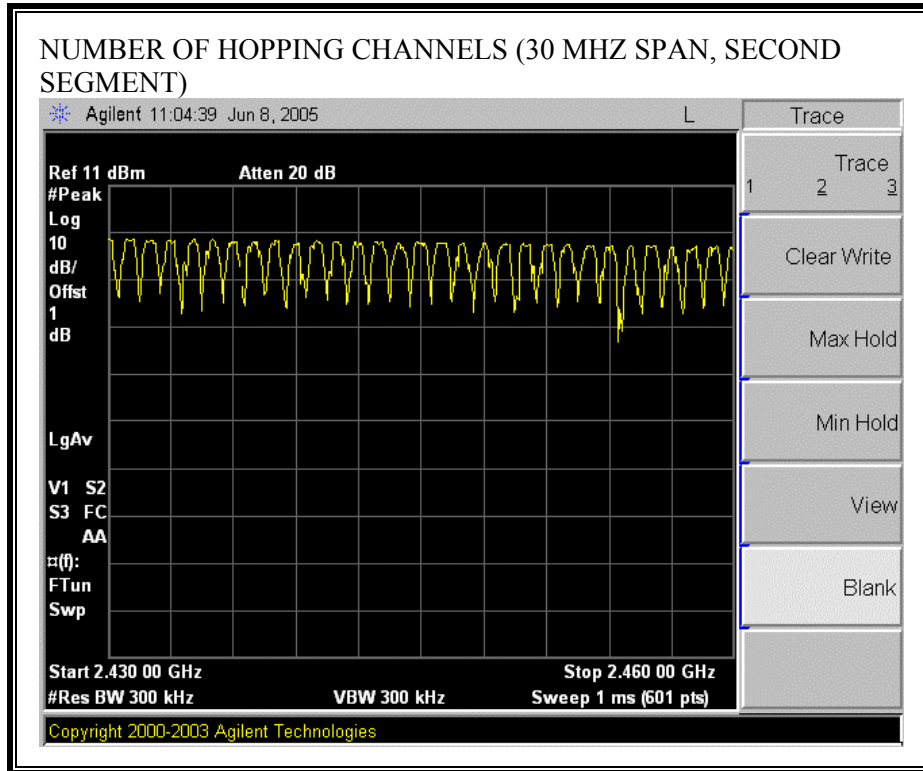 NUMBER OF HOPPING CHANNELS (30 MHZ SPAN, SECOND
SEGMENT)
Agilent 11:04:39 Jun 8, 2005 L
Trace
Ref 11 dBm Atten 20 dB
#Peak
Log
10
dB/
Offst
1
dB
LgAv
V1 S2
S3 FC
AA
¤(f):
FTun
Swp
Start 2.430 00 GHz Stop 2.460 00 GHz
#Res BW 300 kHz VBW 300 kHz Sweep 1 ms (601 pts)
Trace
1 2 3
Clear Write
Max Hold
Min Hold
View
Blank
Copyright 2000-2003 Agilent Technologies